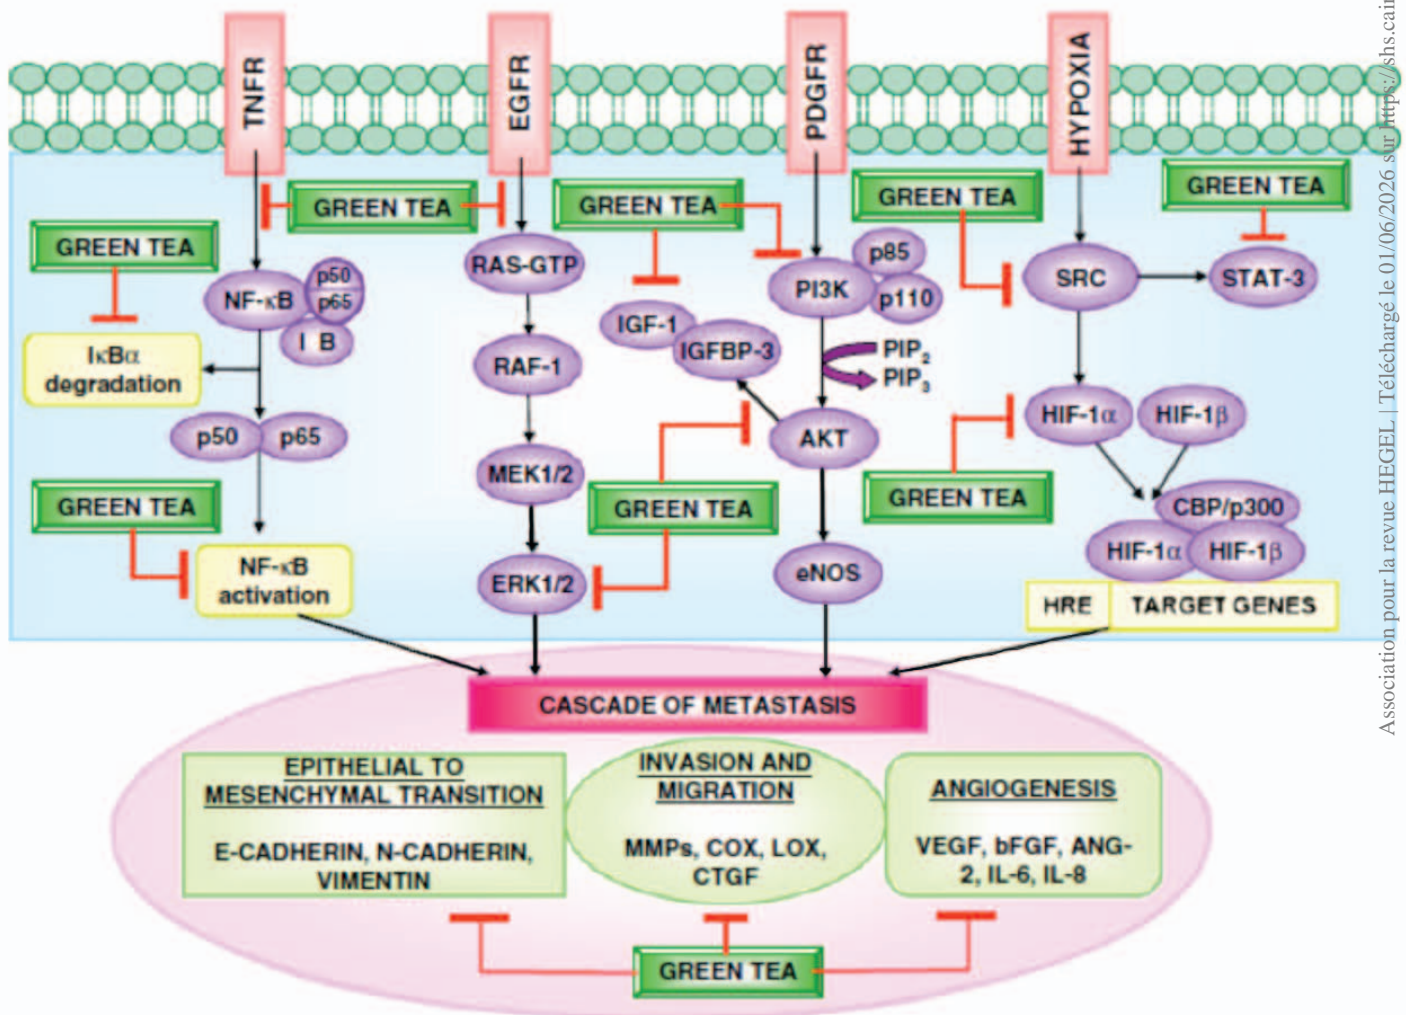 TNFR
EGFR
PDGFR
HYPOXIA
GREEN TEA
GREEN TEA
GREEN TEA
GREEN TEA
GREEN TEA
NF-κB
p50
p65
I B
RAS-GTP
IGF-1
IGFBP-3
PI3K
p85
p110
SRC
STAT-3
IκBα
degradation
RAF-1
PIP2
PIP3
p50
p65
MEK1/2
AKT
HIF-1α
HIF-1β
GREEN TEA
GREEN TEA
GREEN TEA
CBP/p300
HIF-1α
HIF-1β
NF-κB
activation
ERK1/2
eNOS
HRE
TARGET GENES
CASCADE OF METASTASIS
EPITHELIAL TO
MESENCHYMAL TRANSITION
E-CADHERIN, N-CADHERIN,
VIMENTIN
INVASION AND
MIGRATION
MMPs, COX, LOX,
CTGF
ANGIOGENESIS
VEGF, bFGF, ANG-
2, IL-6, IL-8
GREEN TEA
Association pour la revue HEGEL | Téléchargé le 01/06/2026 sur https://shs.cair